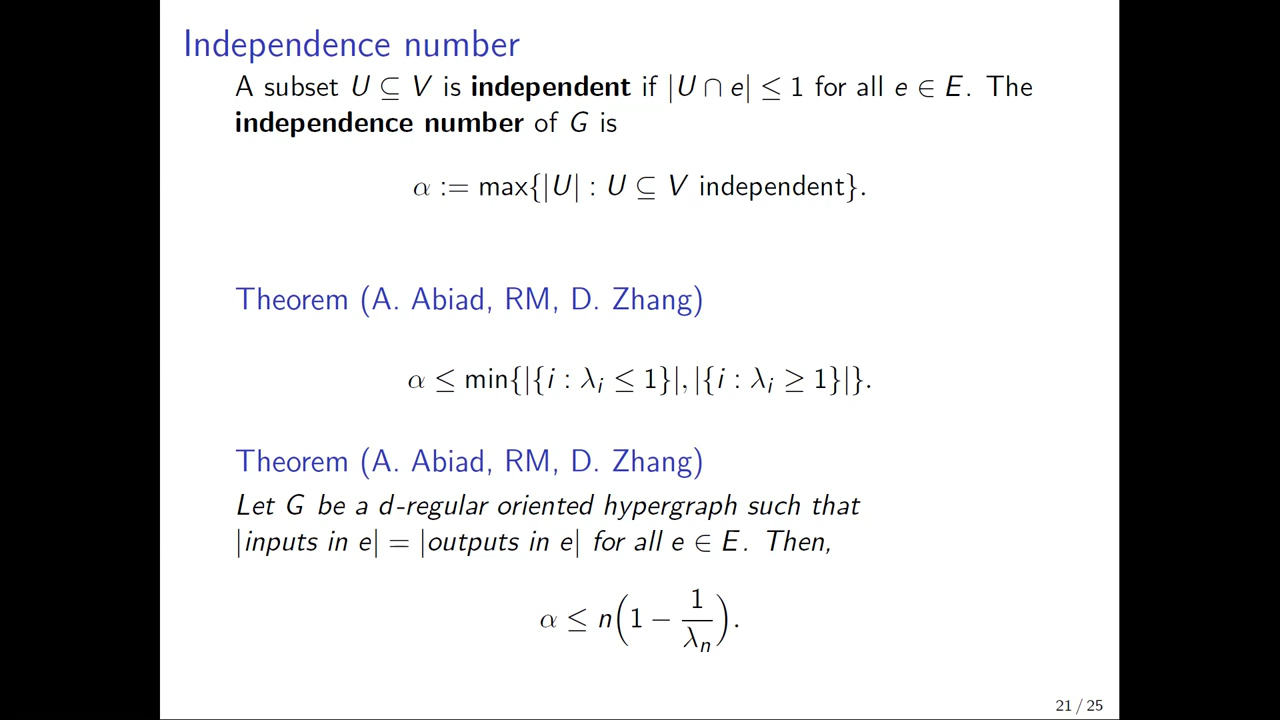 Independence number
A subset U ⊆ V is independent if |U ∩ e| ≤ 1 for all e ∈ E. The
independence number of G is
α := max{|U| : U ⊆ V independent}.
Theorem (A. Abiad, RM, D. Zhang)
α ≤ min{|{i : λᵢ ≤ 1}|, |{i : λᵢ ≥ 1}|}.
Theorem (A. Abiad, RM, D. Zhang)
Let G be a d-regular oriented hypergraph such that
|inputs in e| = |outputs in e| for all e ∈ E. Then,
α ≤ n(1 − 1/λₙ).
21 / 25